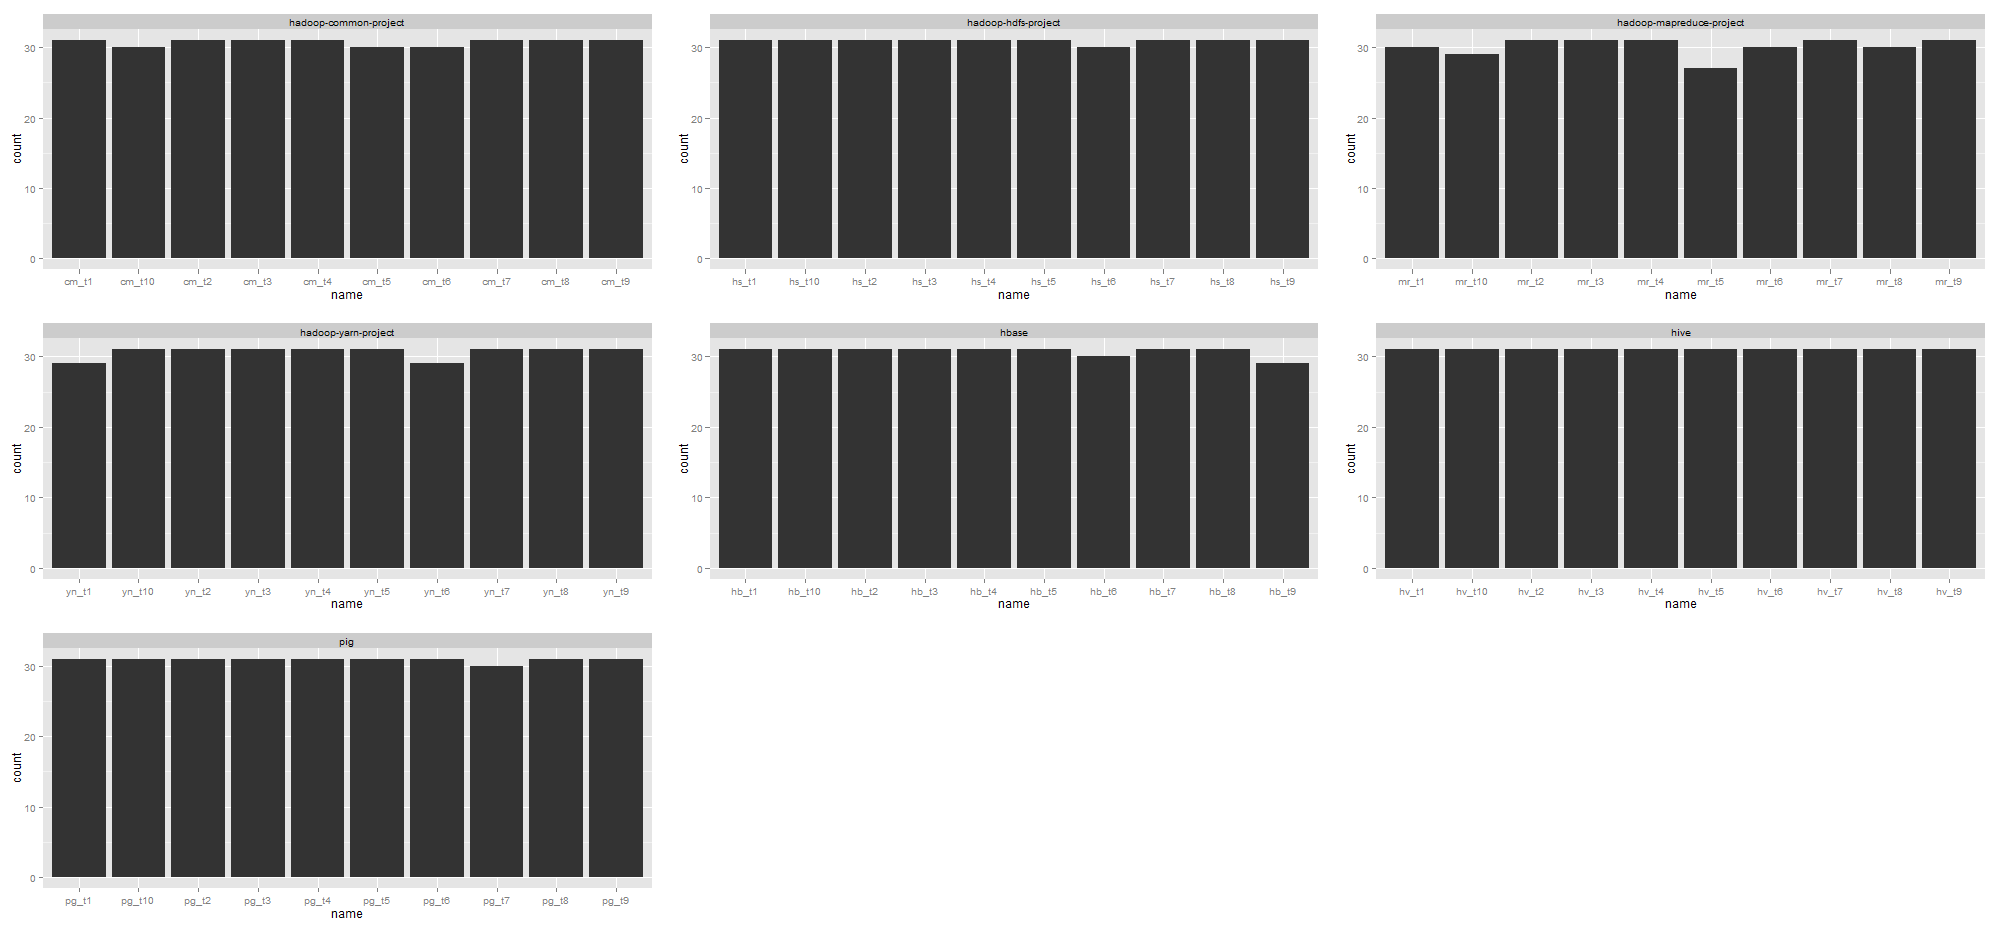 hadoop-common-project
30
20
10
0
count
cm_t1 cm_t10 cm_t2 cm_t3 cm_t4 cm_t5 cm_t6 cm_t7 cm_t8 cm_t9
name
hadoop-hdfs-project
30
20
10
0
count
hs_t1 hs_t10 hs_t2 hs_t3 hs_t4 hs_t5 hs_t6 hs_t7 hs_t8 hs_t9
name
hadoop-mapreduce-project
30
20
10
0
count
mr_t1 mr_t10 mr_t2 mr_t3 mr_t4 mr_t5 mr_t6 mr_t7 mr_t8 mr_t9
name
hadoop-yarn-project
30
20
10
0
count
yn_t1 yn_t10 yn_t2 yn_t3 yn_t4 yn_t5 yn_t6 yn_t7 yn_t8 yn_t9
name
hbase
30
20
10
0
count
hb_t1 hb_t10 hb_t2 hb_t3 hb_t4 hb_t5 hb_t6 hb_t7 hb_t8 hb_t9
name
hive
30
20
10
0
count
hv_t1 hv_t10 hv_t2 hv_t3 hv_t4 hv_t5 hv_t6 hv_t7 hv_t8 hv_t9
name
pig
30
20
10
0
count
pg_t1 pg_t10 pg_t2 pg_t3 pg_t4 pg_t5 pg_t6 pg_t7 pg_t8 pg_t9
name